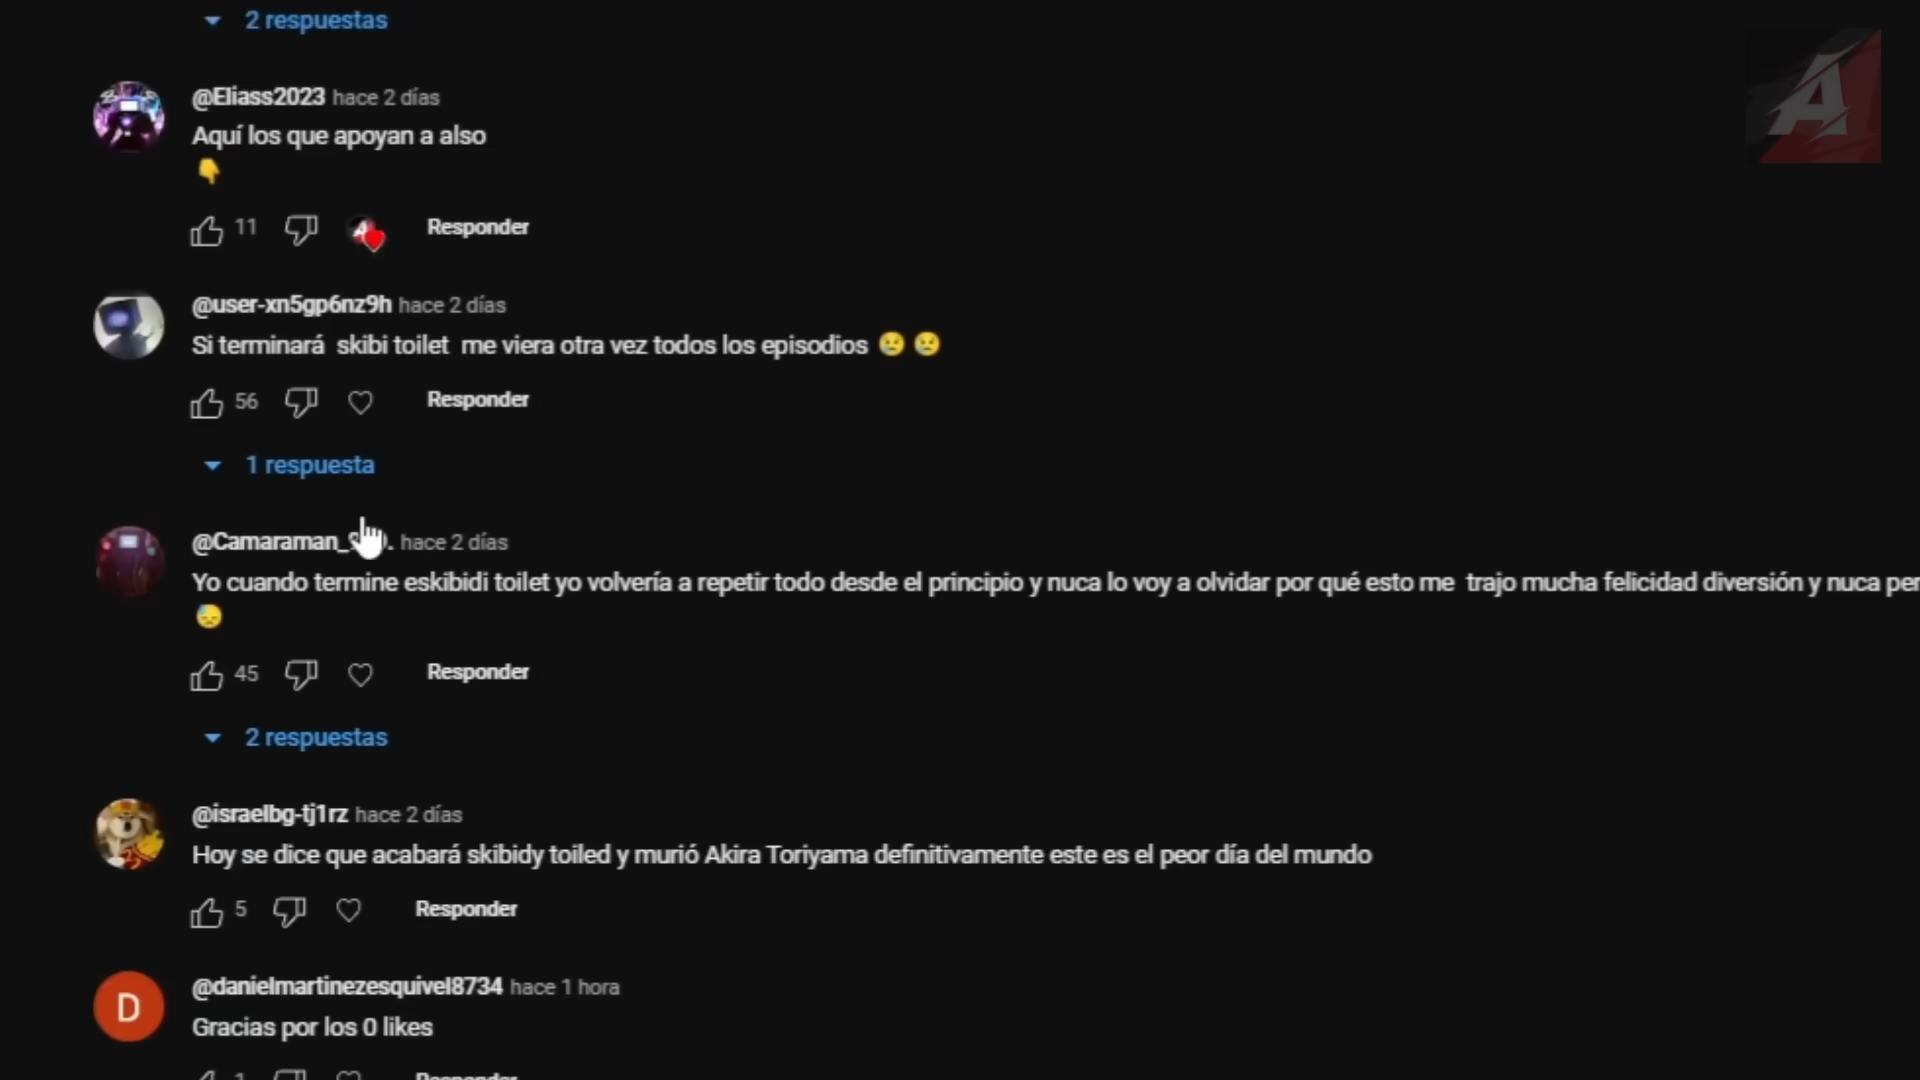 2 respuestas
@Eliass2023 hace 2 días
Aquí los que apoyan a also
👇
11 Responder
@user-xn5gp6nz9h hace 2 días
Si terminará skibi toilet me viera otra vez todos los episodios 😢 😢
56 Responder
1 respuesta
@Camaraman_ hace 2 días
Yo cuando termine eskibidi toilet yo volvería a repetir todo desde el principio y nuca lo voy a olvidar por qué esto me trajo mucha felicidad diversión y nuca
😓
45 Responder
2 respuestas
@israelbg-tj1rz hace 2 días
Hoy se dice que acabará skibidy toiled y murió Akira Toriyama definitivamente este es el peor día del mundo
5 Responder
D
@danielmartinezesquivel8734 hace 1 hora
Gracias por los 0 likes
1 Responder